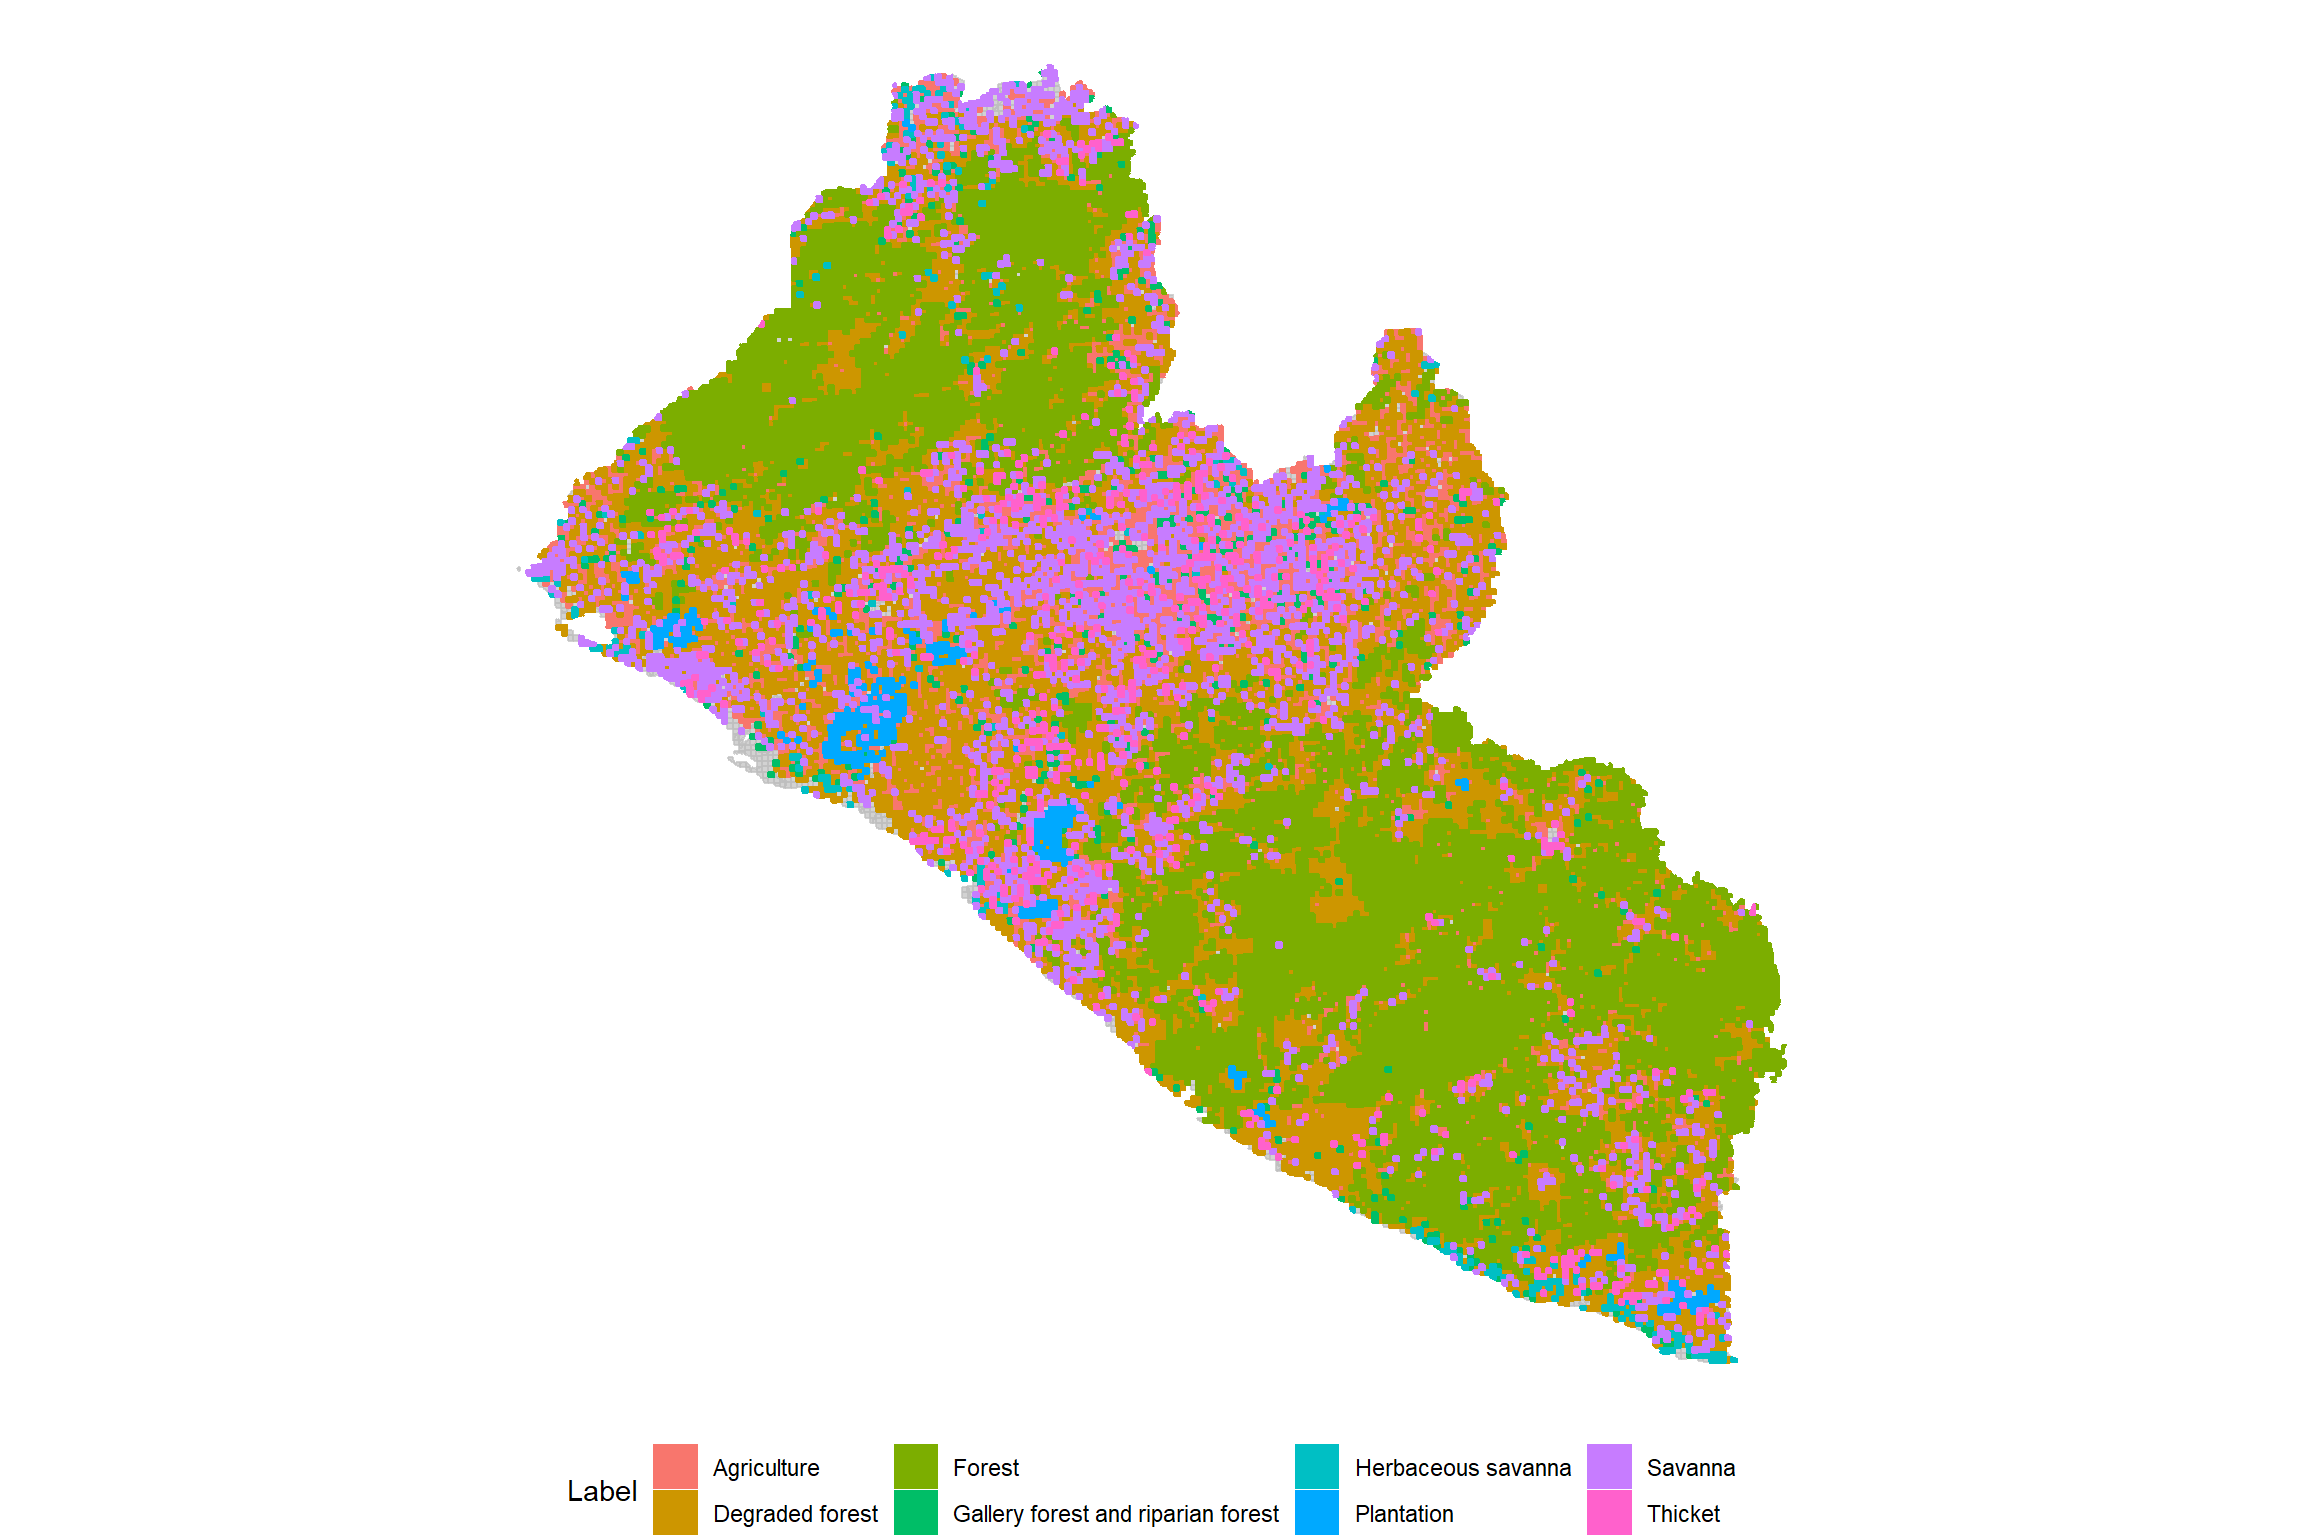 Label
Agriculture
Forest
Herbaceous savanna
Savanna
Degraded forest
Gallery forest and riparian forest
Plantation
Thicket